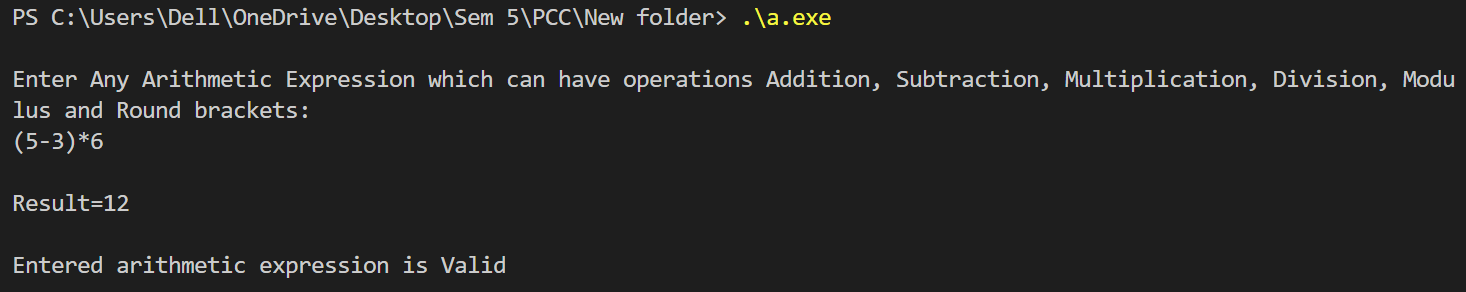 PS C:\Users\Dell\OneDrive\Desktop\Sem 5\PCC\New folder> .\a.exe
Enter Any Arithmetic Expression which can have operations Addition, Subtraction, Multiplication, Division, Modu
lus and Round brackets:
(5-3)*6
Result=12
Entered arithmetic expression is Valid